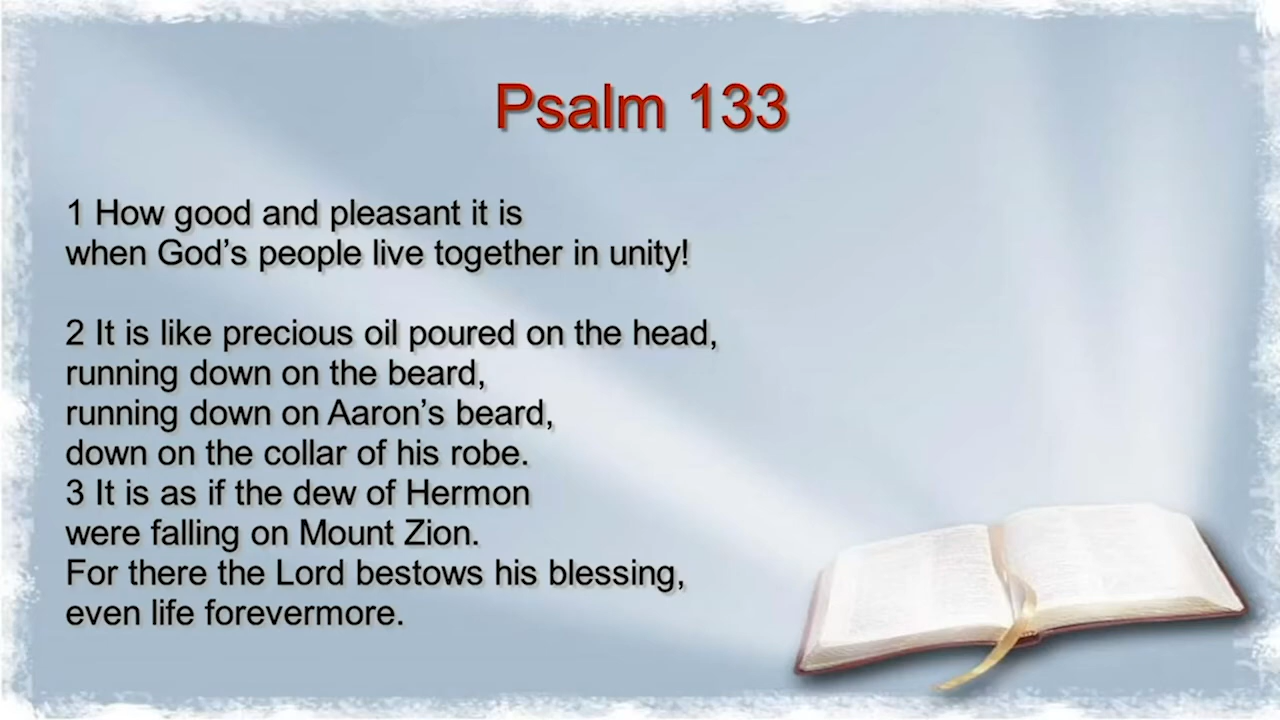 Psalm 133
1 How good and pleasant it is
when God’s people live together in unity!
2 It is like precious oil poured on the head,
running down on the beard,
running down on Aaron’s beard,
down on the collar of his robe.
3 It is as if the dew of Hermon
were falling on Mount Zion.
For there the Lord bestows his blessing,
even life forevermore.